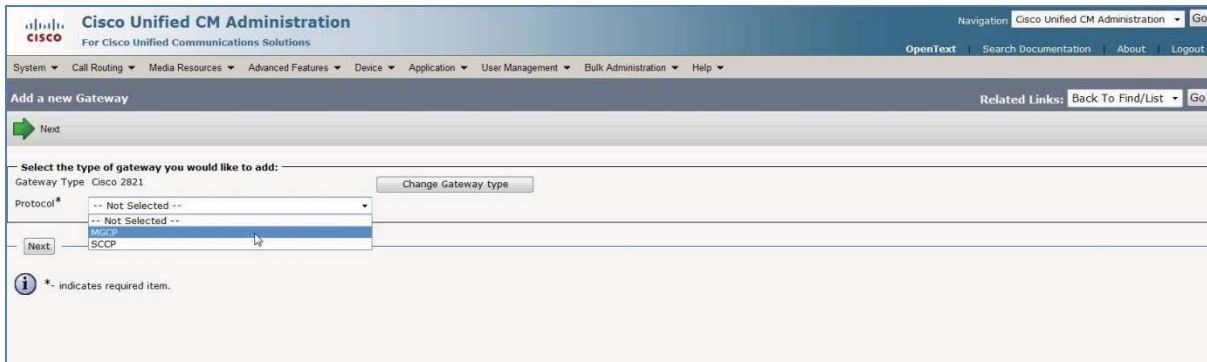 cisco
Cisco Unified CM Administration
For Cisco Unified Communications Solutions
Navigation Cisco Unified CM Administration Go
OpenText Search Documentation About Logout
System Call Routing Media Resources Advanced Features Device Application User Management Bulk Administration Help
Add a new Gateway
Related Links: Back To Find/List Go
Next
Select the type of gateway you would like to add:
Gateway Type Cisco 2821 Change Gateway type
Protocol* -- Not Selected --
-- Not Selected --
MGCP
SCCP
Next
*- indicates required item.